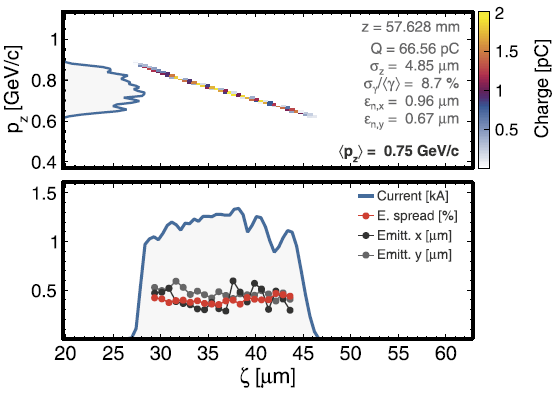 z = 57.628 mm
Q = 66.56 pC
σz = 4.85 μm
σγ/⟨γ⟩ = 8.7 %
εn,x = 0.96 μm
εn,y = 0.67 μm
⟨pz⟩ = 0.75 GeV/c
pz [GeV/c]
1
0.8
0.6
0.4
2
1.5
1
0.5
Charge [pC]
1.5
1
0.5
Current [kA]
E. spread [%]
Emitt. x [μm]
Emitt. y [μm]
20 25 30 35 40 45 50 55 60
ζ [μm]